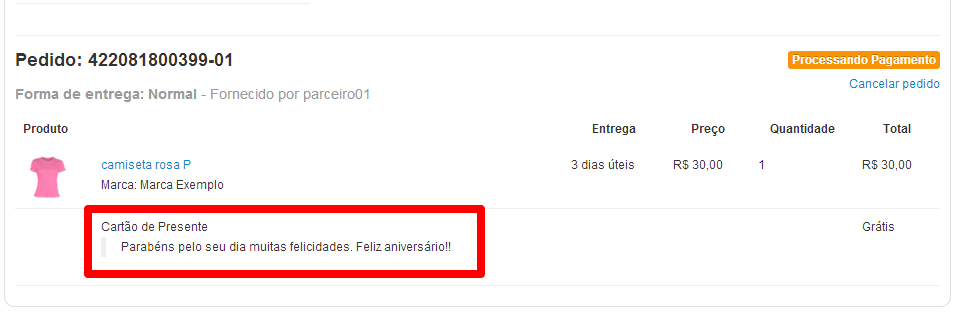 Pedido: 422081800399-01
Processando Pagamento
Cancelar pedido
Forma de entrega: Normal - Fornecido por parceiro01
Produto Entrega Preço Quantidade Total
camiseta rosa P 3 dias úteis R$ 30,00 1 R$ 30,00
Marca: Marca Exemplo
Cartão de Presente Grátis
Parabéns pelo seu dia muitas felicidades. Feliz aniversário!!